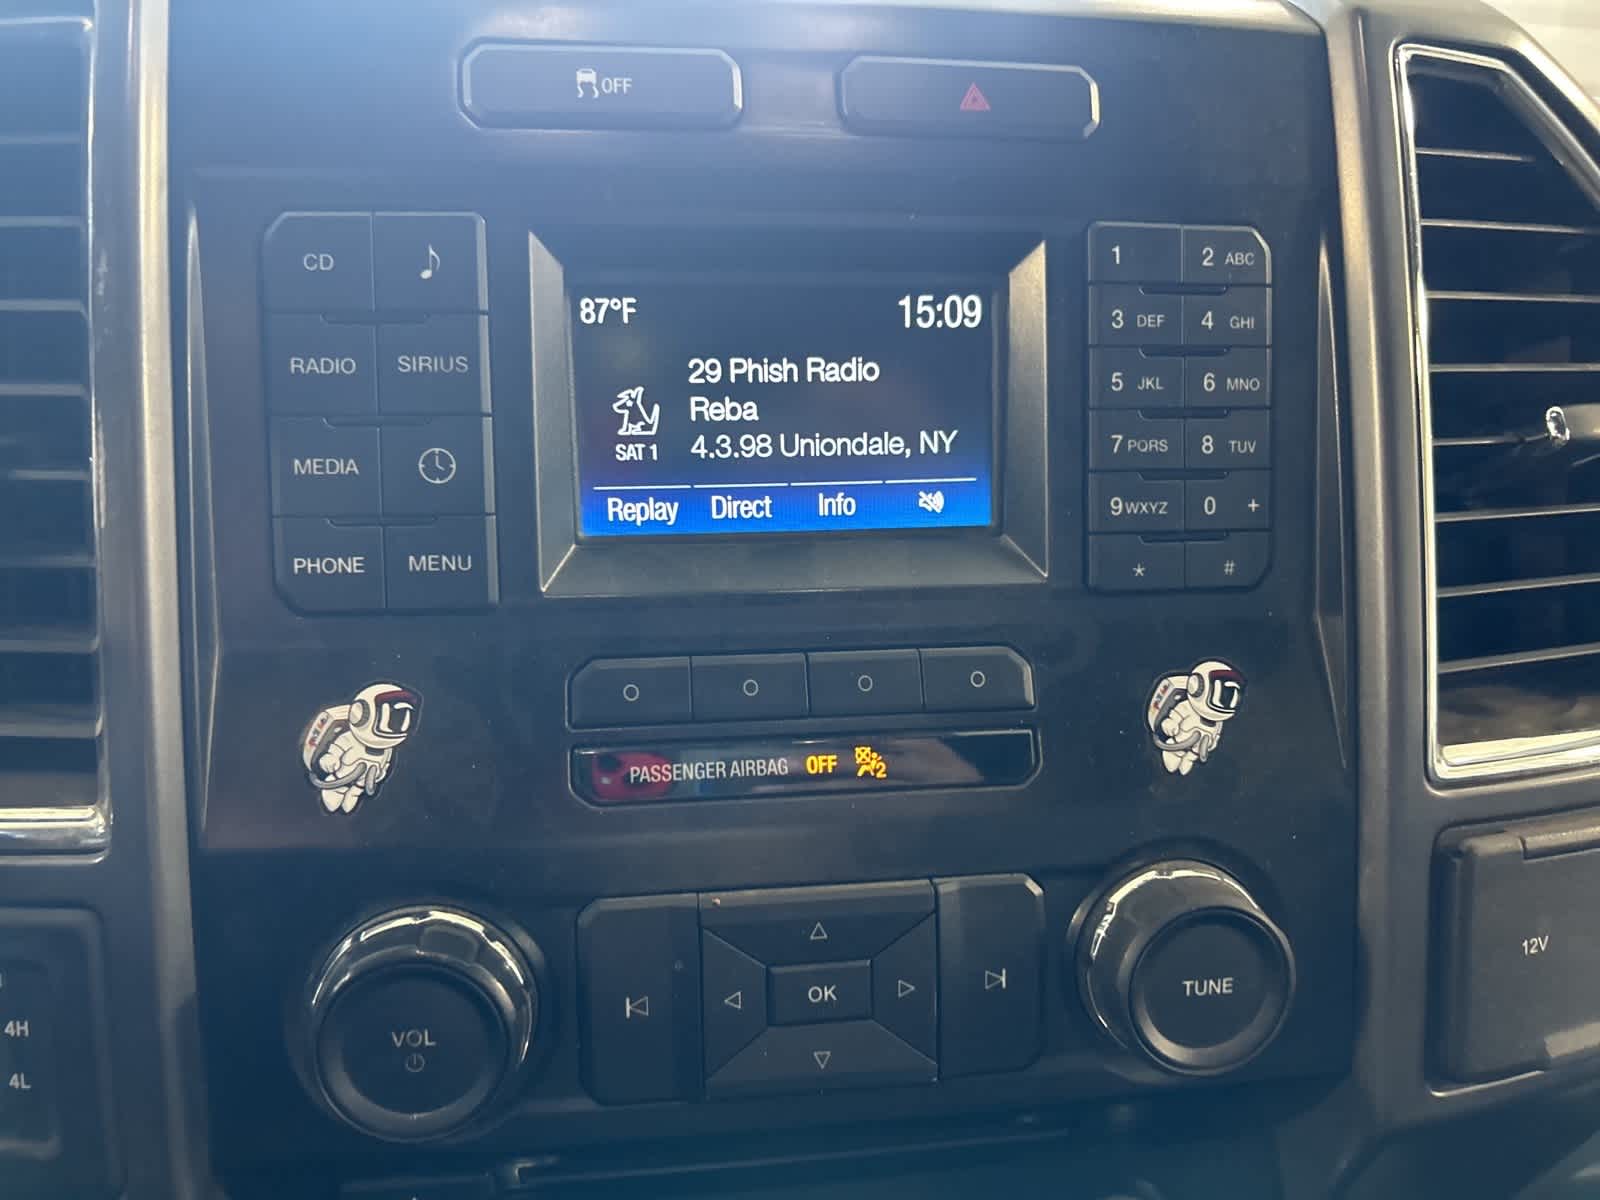 OFF
CD
RADIO SIRIUS
MEDIA
PHONE MENU
87°F 15:09
29 Phish Radio
Reba
SAT 1 4.3.98 Uniondale, NY
Replay Direct Info
1 2 ABC
3 DEF 4 GHI
5 JKL 6 MNO
7 PQRS 8 TUV
9 WXYZ 0 +
* #
PASSENGER AIRBAG OFF 2
VOL
OK
TUNE
12V
4H
4L